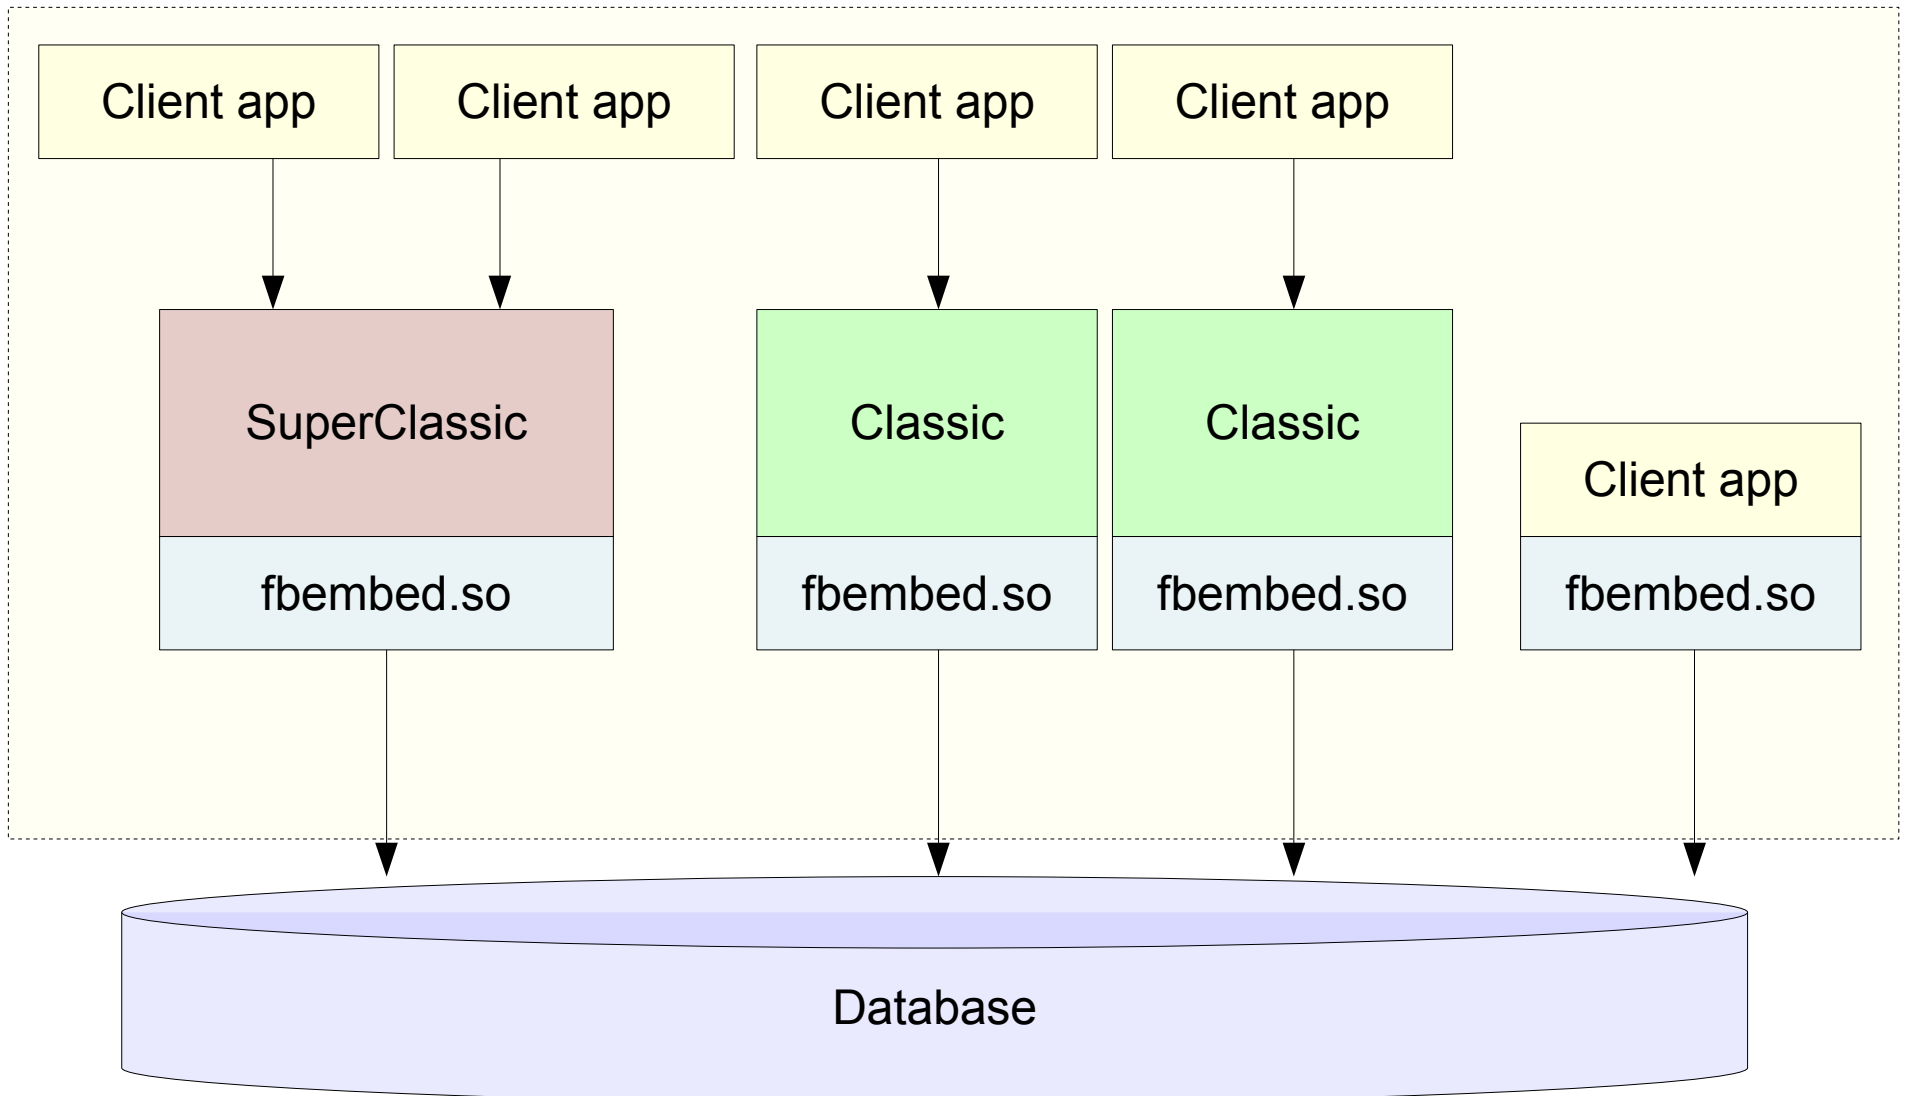 Client app
Client app
Client app
Client app
SuperClassic
Classic
Classic
Client app
fbembed.so
fbembed.so
fbembed.so
fbembed.so
Database